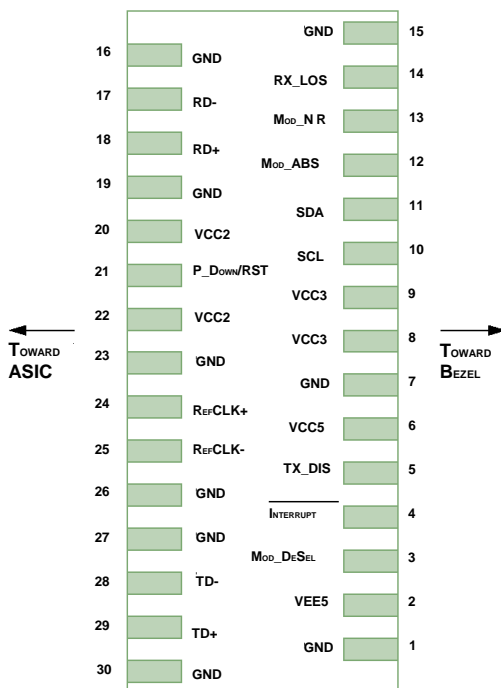 GND 15
16 GND
RX_LOS 14
17 RD-
MOD_N R 13
18 RD+
MOD_ABS 12
19 GND
SDA 11
20 VCC2
SCL 10
21 P_DOWN/RST
VCC3 9
22 VCC2
VCC3 8
TOWARD ASIC
TOWARD BEZEL
23 GND
GND 7
24 REFCLK+
VCC5 6
25 REFCLK-
TX_DIS 5
26 GND
INTERRUPT 4
27 GND
MOD_DESEL 3
28 TD-
VEE5 2
29 TD+
GND 1
30 GND